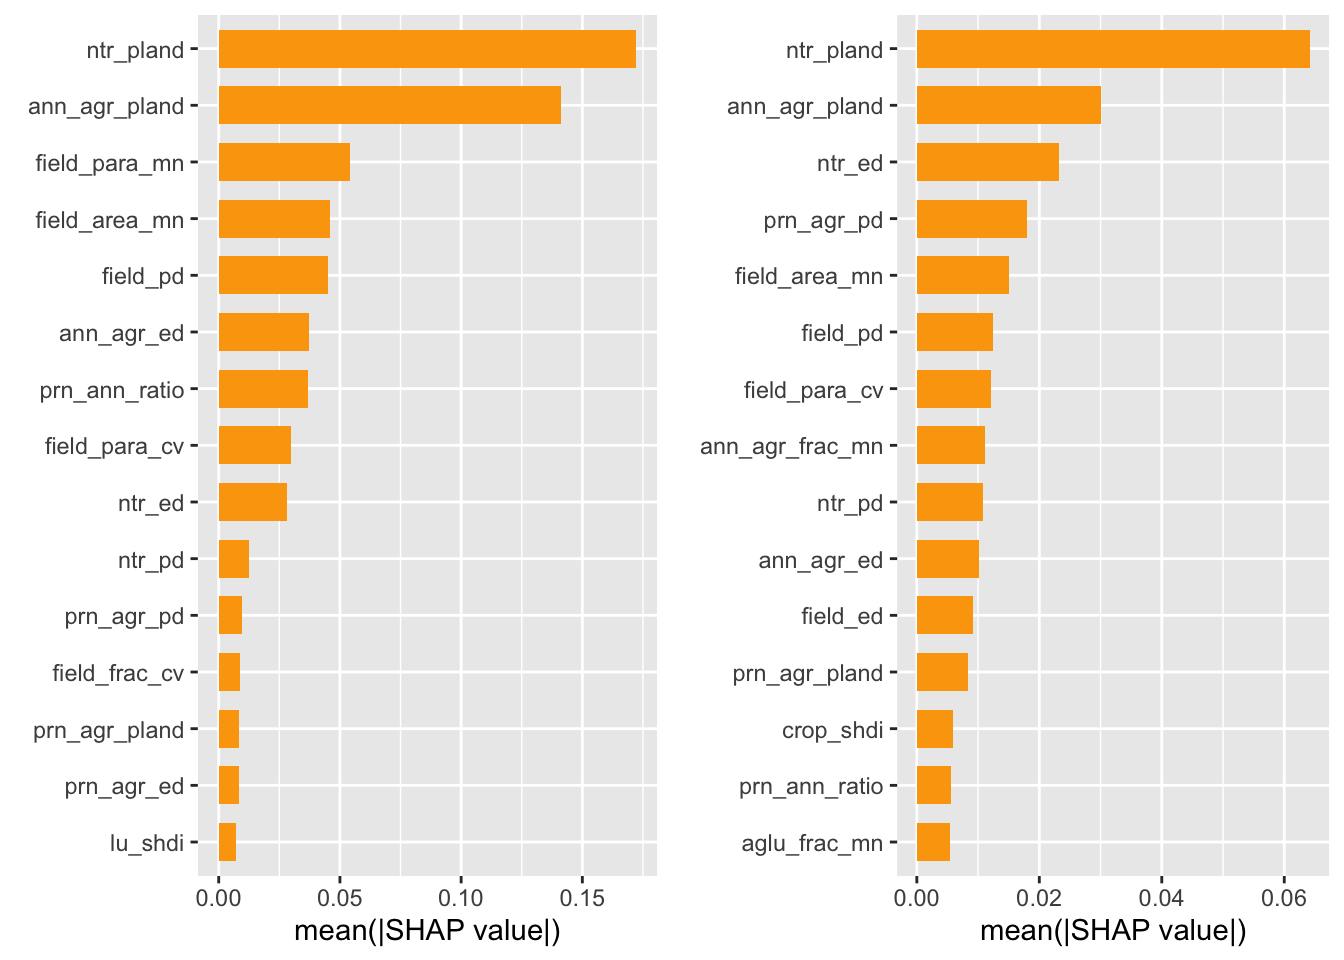 ntr_pland
ann_agr_pland
field_para_mn
field_area_mn
field_pd
ann_agr_ed
prn_ann_ratio
field_para_cv
ntr_ed
ntr_pd
prn_agr_pd
field_frac_cv
prn_agr_pland
prn_agr_ed
lu_shdi
0.00 0.05 0.10 0.15
mean(|SHAP value|)
ntr_pland
ann_agr_pland
ntr_ed
prn_agr_pd
field_area_mn
field_pd
field_para_cv
ann_agr_frac_mn
ntr_pd
ann_agr_ed
field_ed
prn_agr_pland
crop_shdi
prn_ann_ratio
aglu_frac_mn
0.00 0.02 0.04 0.06
mean(|SHAP value|)